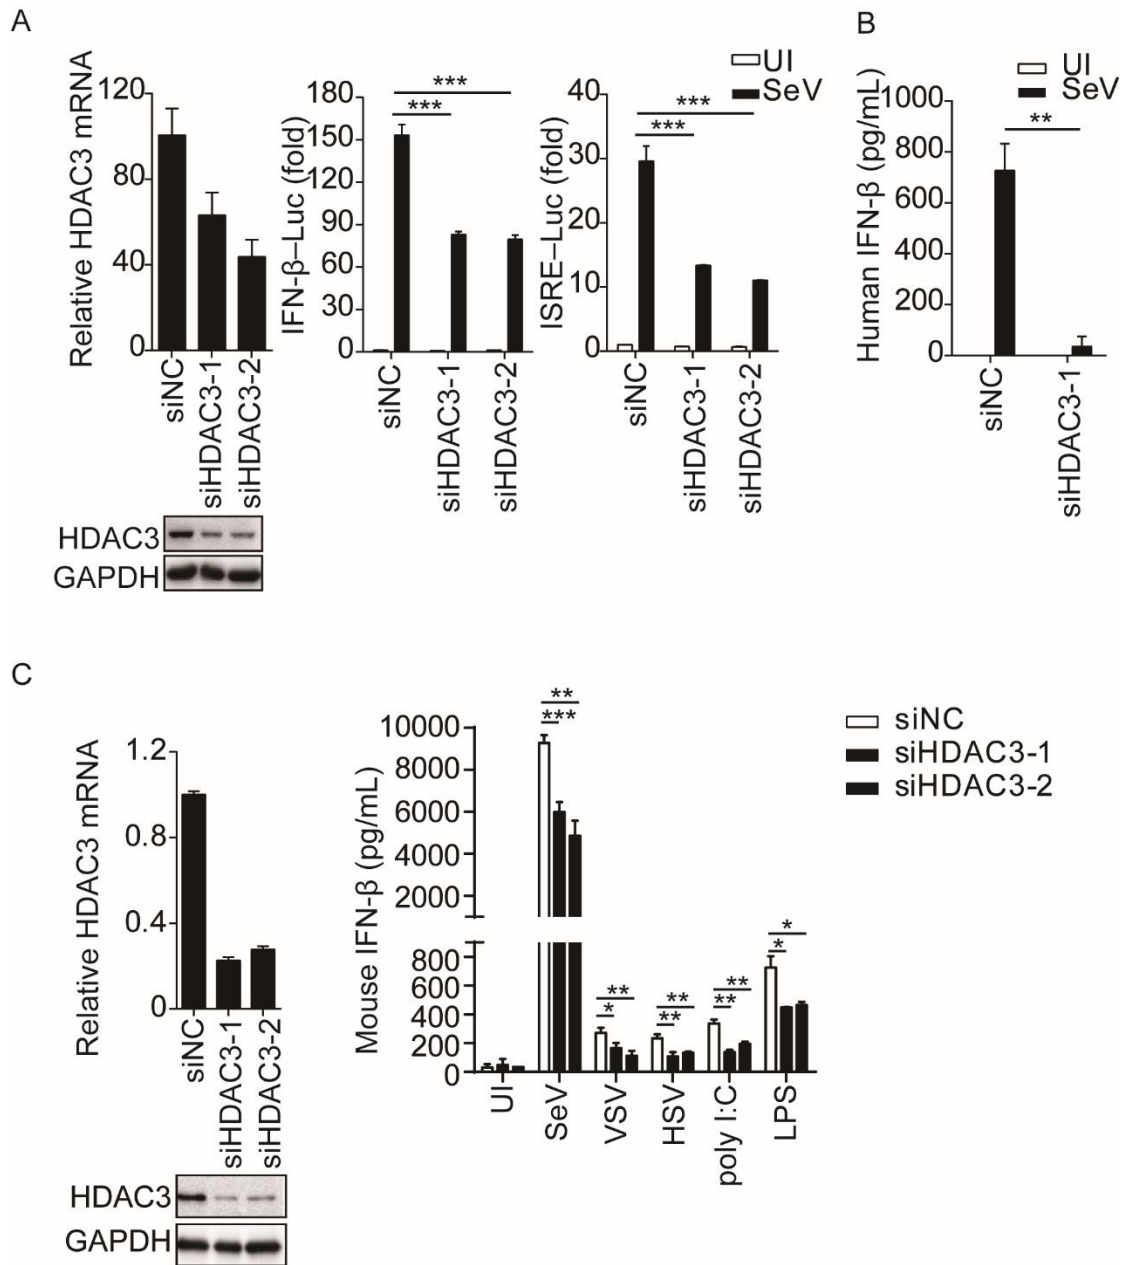 A
Relative HDAC3 mRNA
120
80
40
0
siNC
siHDAC3-1
siHDAC3-2
HDAC3
GAPDH
IFN-β–Luc (fold)
180
150
120
90
60
30
0
***
***
siNC
siHDAC3-1
siHDAC3-2
UI
SeV
ISRE–Luc (fold)
40
30
20
10
0
***
***
siNC
siHDAC3-1
siHDAC3-2
B
UI
SeV
Human IFN-β (pg/mL)
1000
800
600
400
200
0
**
siNC
siHDAC3-1
C
Relative HDAC3 mRNA
1.2
0.8
0.4
0
siNC
siHDAC3-1
siHDAC3-2
HDAC3
GAPDH
Mouse IFN-β (pg/mL)
10000
8000
6000
4000
2000
800
600
400
200
0
**
***
**
*
**
**
**
**
*
*
UI
SeV
VSV
HSV
poly I:C
LPS
siNC
siHDAC3-1
siHDAC3-2